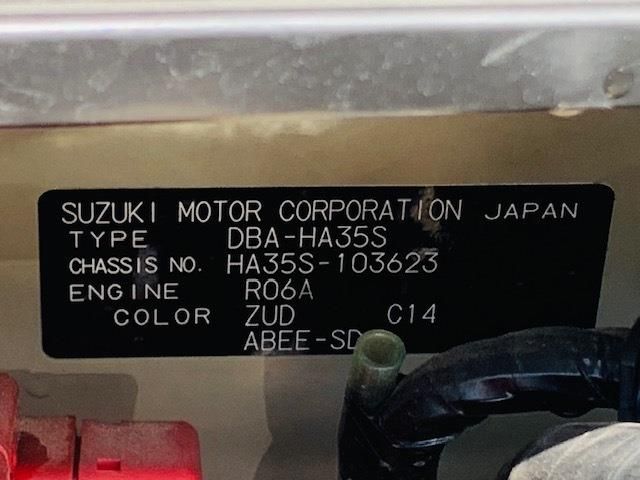 SUZUKI MOTOR CORPORATION JAPAN
TYPE DBA-HA35S
CHASSIS NO. HA35S-103623
ENGINE R06A
COLOR ZUD C14
ABEE-SD